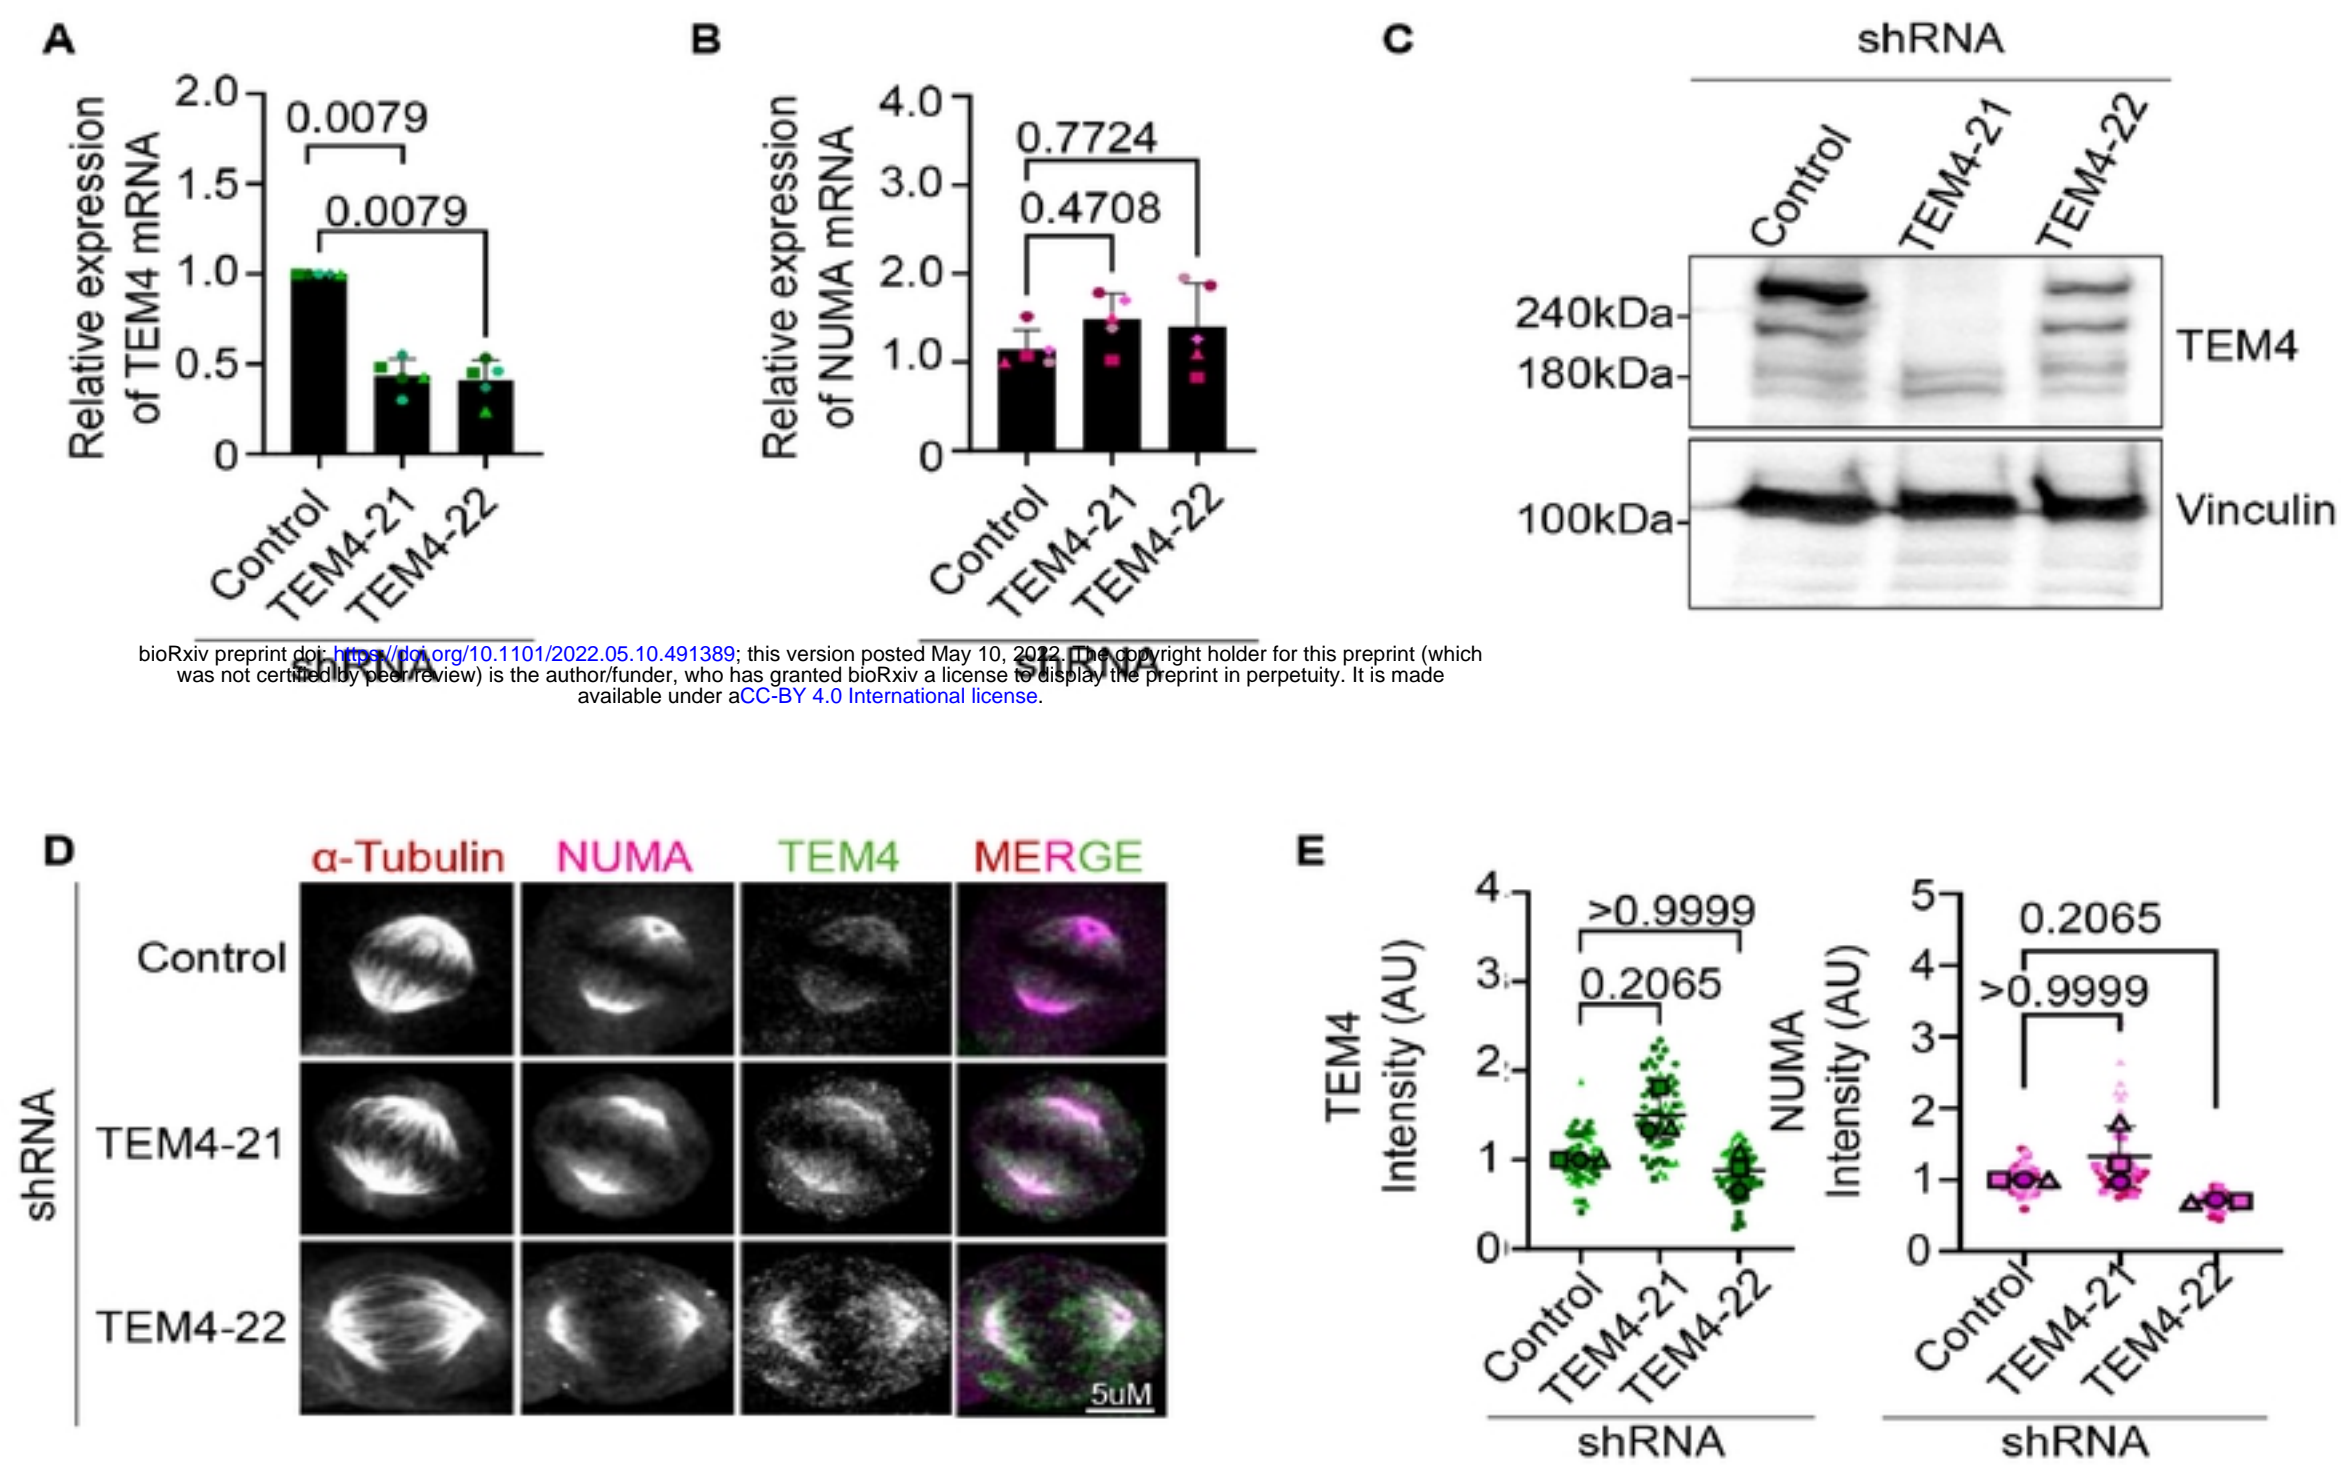 A
Relative expression
of TEM4 mRNA
2.0
1.5
1.0
0.5
0
0.0079
0.0079
Control
TEM4-21
TEM4-22
shRNA
B
Relative expression
of NUMA mRNA
4.0
3.0
2.0
1.0
0
0.7724
0.4708
Control
TEM4-21
TEM4-22
shRNA
C
shRNA
Control
TEM4-21
TEM4-22
240kDa
180kDa
TEM4
100kDa
Vinculin
bioRxiv preprint doi: https://doi.org/10.1101/2022.05.10.491389; this version posted May 10, 2022. The copyright holder for this preprint (which
was not certified by peer review) is the author/funder, who has granted bioRxiv a license to display the preprint in perpetuity. It is made
available under aCC-BY 4.0 International license.
D
α-Tubulin NUMA TEM4 MERGE
shRNA
Control
TEM4-21
TEM4-22
5uM
E
TEM4
Intensity (AU)
4
3
2
1
0
>0.9999
0.2065
Control
TEM4-21
TEM4-22
shRNA
NUMA
Intensity (AU)
5
4
3
2
1
0
0.2065
>0.9999
Control
TEM4-21
TEM4-22
shRNA